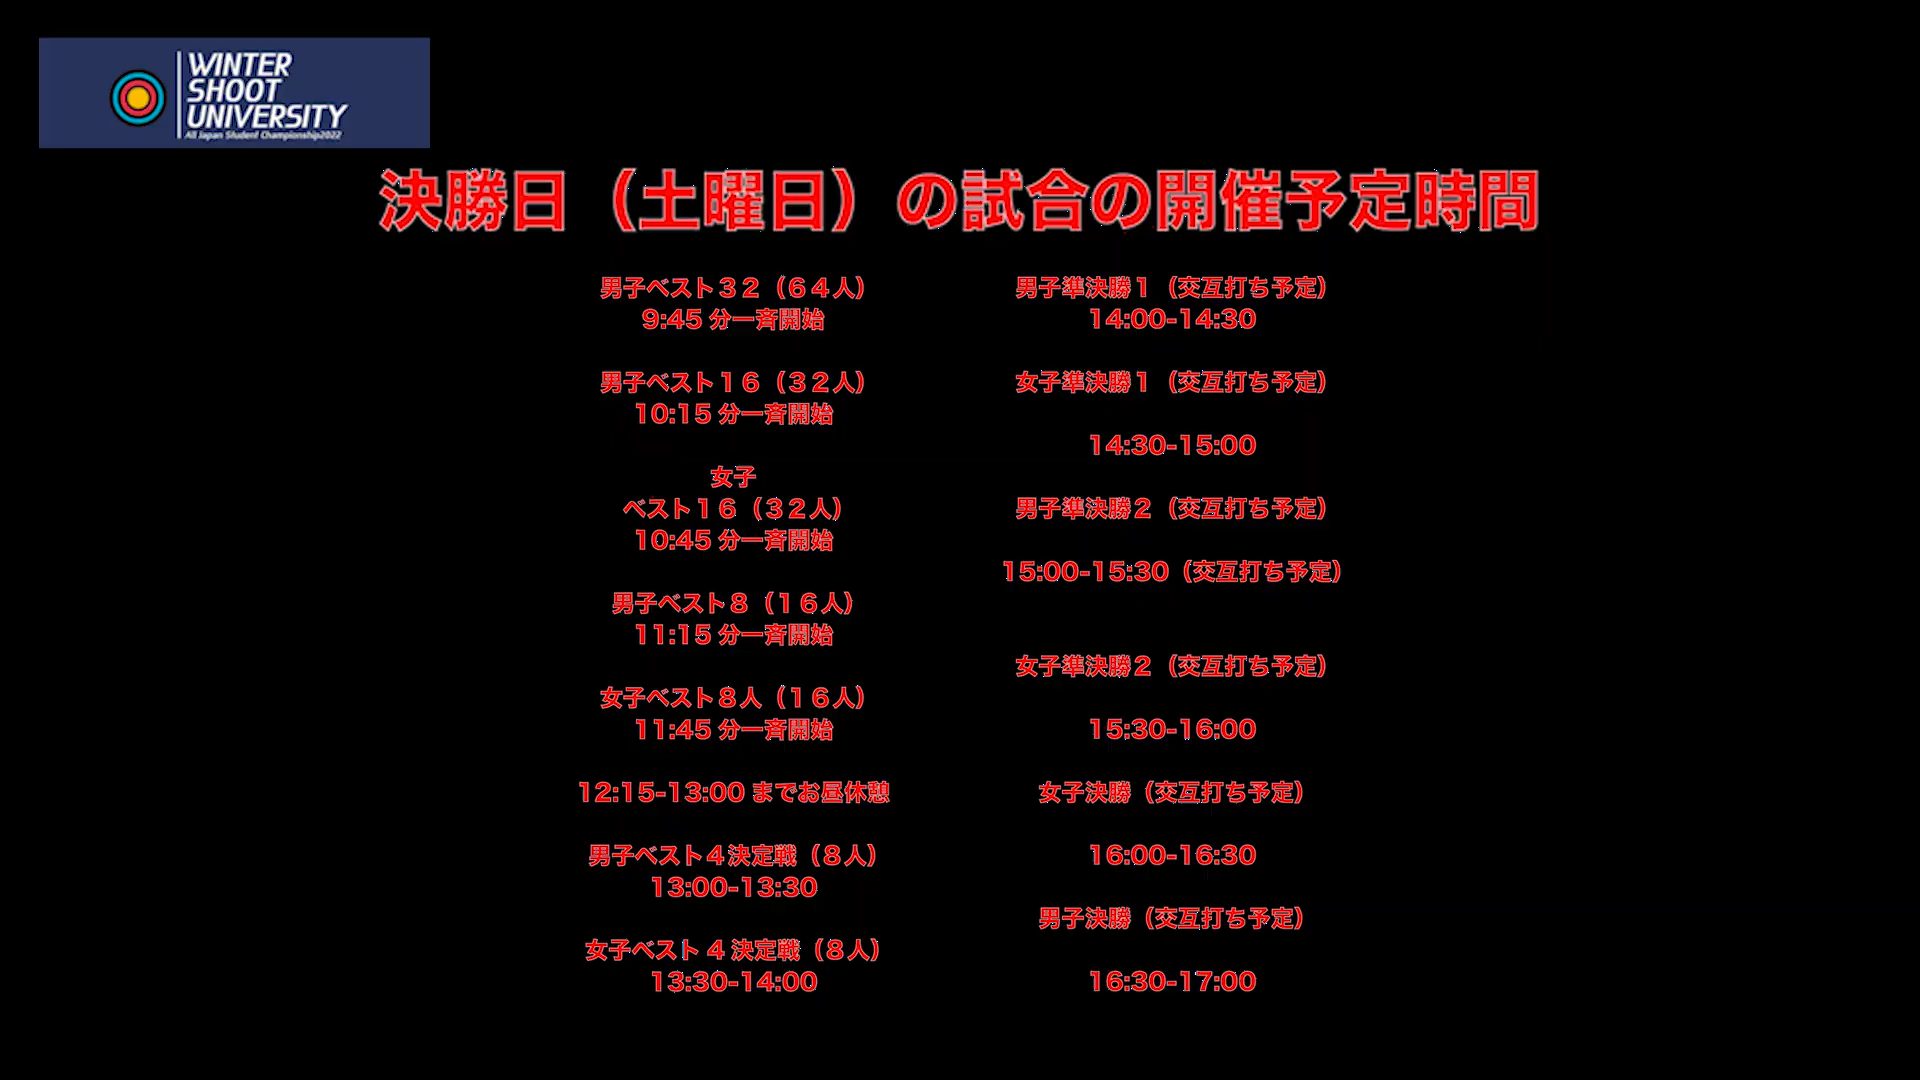 WINTER
SHOOT
UNIVERSITY
All Japan Student Championship2022
決勝日（土曜日）の試合の開催予定時間
男子ベスト３２（６４人）
9:45 分一斉開始
男子ベスト１６（３２人）
10:15 分一斉開始
女子
ベスト１６（３２人）
10:45 分一斉開始
男子ベスト８（１６人）
11:15 分一斉開始
女子ベスト８人（１６人）
11:45 分一斉開始
12:15-13:00 までお昼休憩
男子ベスト４決定戦（８人）
13:00-13:30
女子ベスト 4 決定戦（８人）
13:30-14:00
男子準決勝１（交互打ち予定）
14:00-14:30
女子準決勝１（交互打ち予定）
14:30-15:00
男子準決勝２（交互打ち予定）
15:00-15:30（交互打ち予定）
女子準決勝２（交互打ち予定）
15:30-16:00
女子決勝（交互打ち予定）
16:00-16:30
男子決勝（交互打ち予定）
16:30-17:00